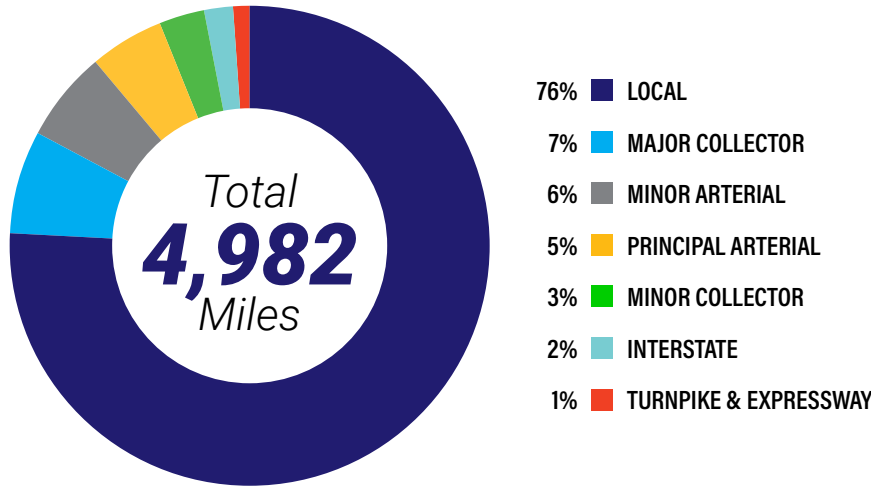 Total
4,982
Miles
76% LOCAL
7% MAJOR COLLECTOR
6% MINOR ARTERIAL
5% PRINCIPAL ARTERIAL
3% MINOR COLLECTOR
2% INTERSTATE
1% TURNPIKE & EXPRESSWAY